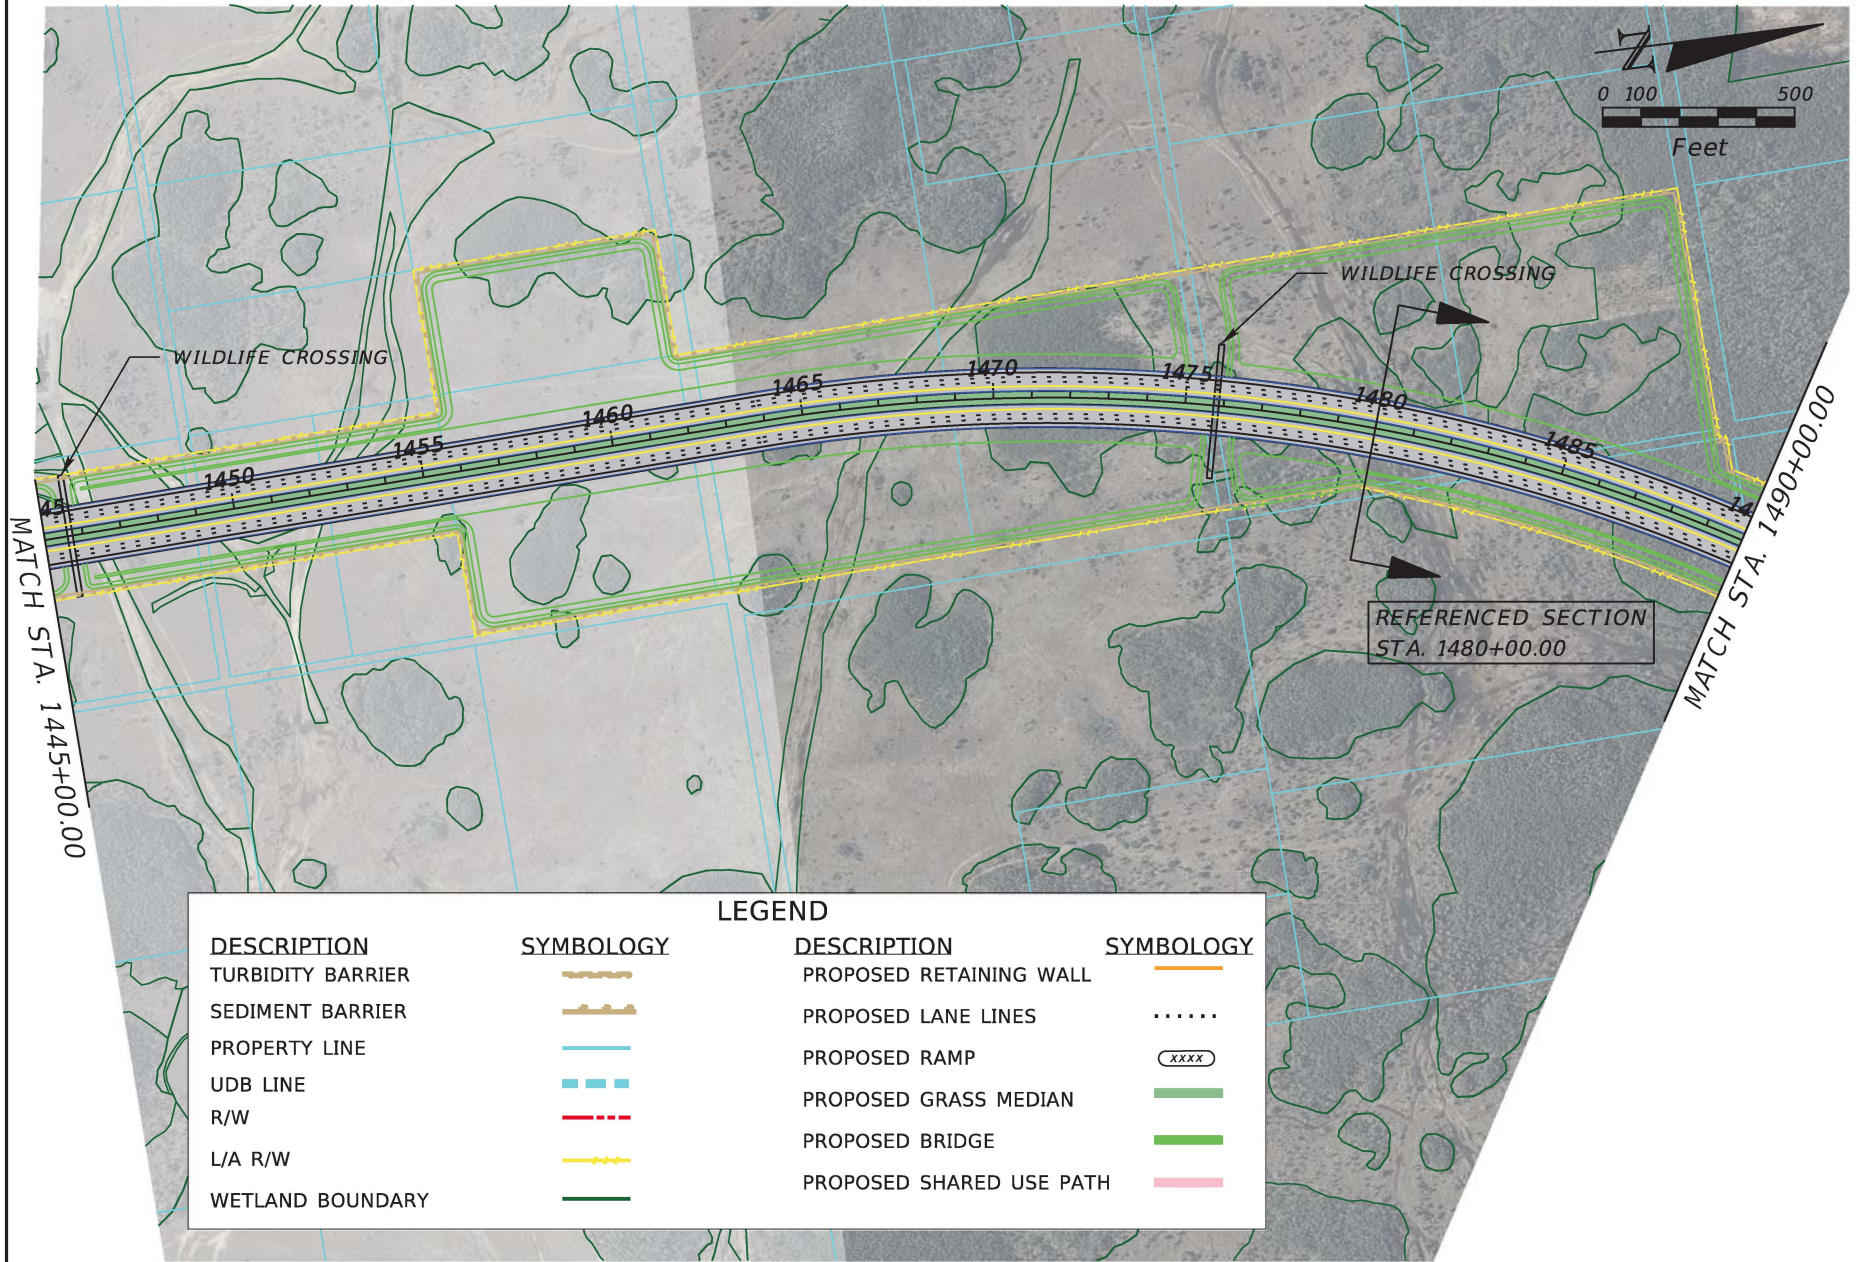 N
0 100 500
Feet
WILDLIFE CROSSING
WILDLIFE CROSSING
45
1450
1455
1460
1465
1470
1475
1480
1485
14
MATCH STA. 1445+00.00
MATCH STA. 1490+00.00
REFERENCED SECTION
STA. 1480+00.00
LEGEND
DESCRIPTION SYMBOLOGY DESCRIPTION SYMBOLOGY
TURBIDITY BARRIER
SEDIMENT BARRIER
PROPERTY LINE
UDB LINE
R/W
L/A R/W
WETLAND BOUNDARY
PROPOSED RETAINING WALL
PROPOSED LANE LINES
PROPOSED RAMP XXXX
PROPOSED GRASS MEDIAN
PROPOSED BRIDGE
PROPOSED SHARED USE PATH